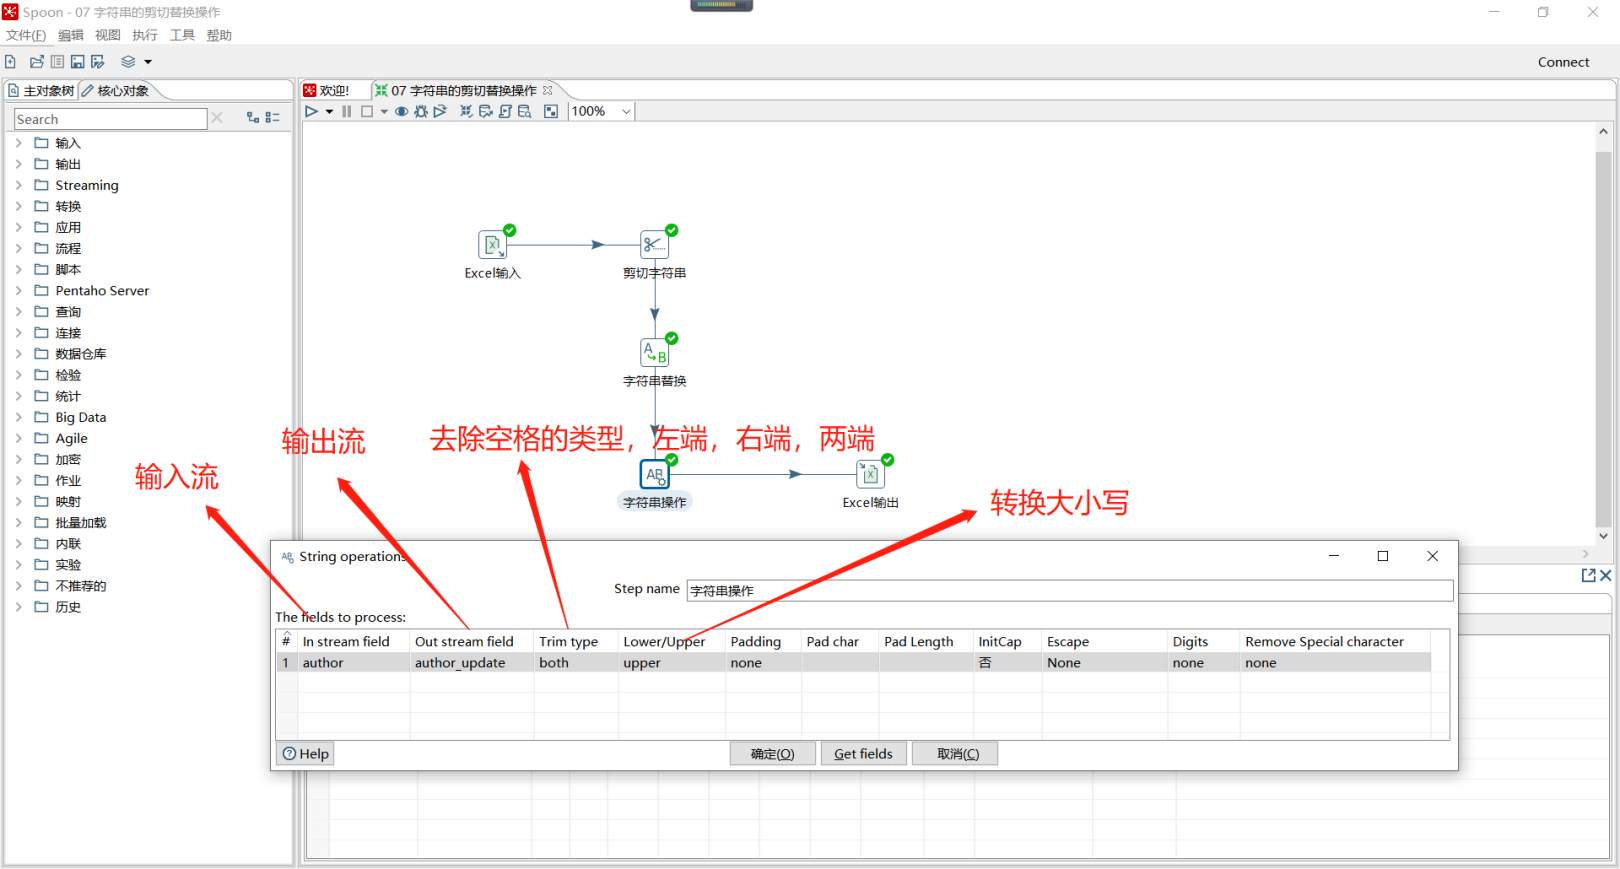 Spoon - 07 字符串的剪切替换操作
文件(F) 编辑 视图 执行 工具 帮助
Connect
主对象树 核心对象
欢迎! 07 字符串的剪切替换操作
100%
Search
输入
输出
Streaming
转换
应用
流程
脚本
Pentaho Server
查询
连接
数据仓库
检验
统计
Big Data
Agile
加密
作业
映射
批量加载
内联
实验
不推荐的
历史
Excel输入
剪切字符串
字符串替换
字符串操作
Excel输出
输入流
输出流
去除空格的类型，左端，右端，两端
转换大小写
String operations
Step name 字符串操作
The fields to process:
# In stream field Out stream field Trim type Lower/Upper Padding Pad char Pad Length InitCap Escape Digits Remove Special character
1 author author_update both upper none 否 None none none
Help 确定(O) Get fields 取消(C)